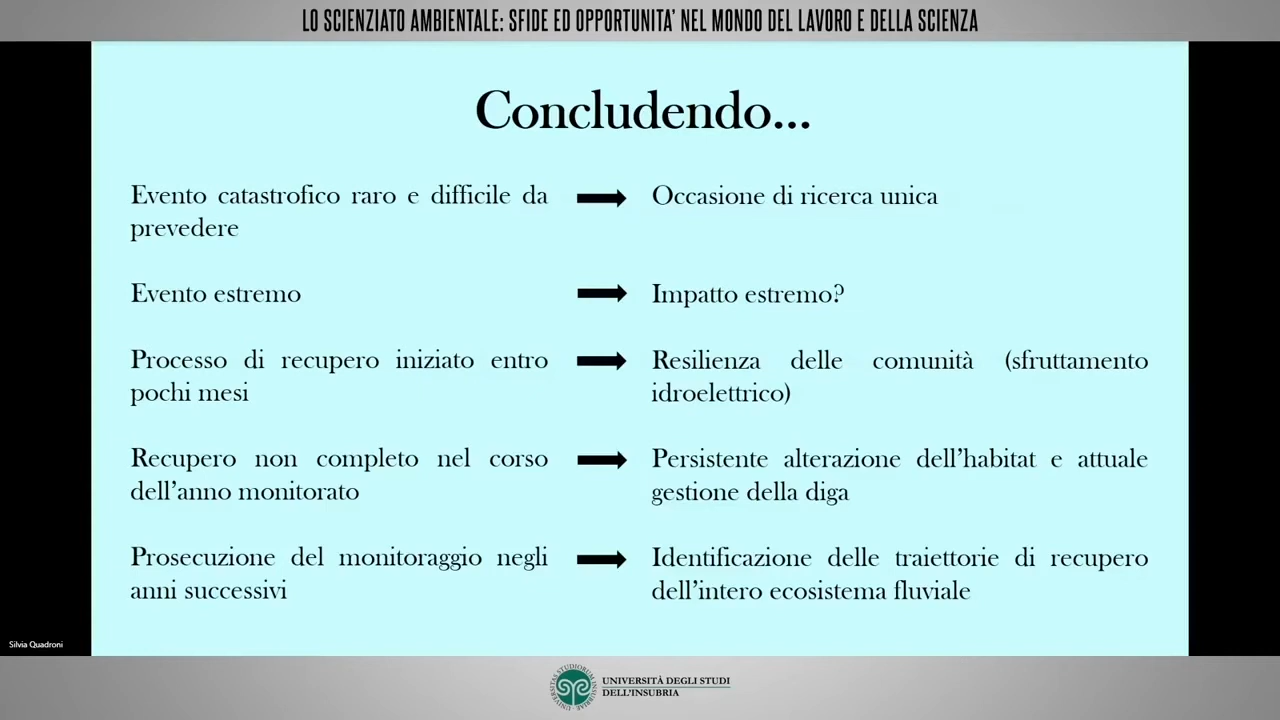 LO SCIENZIATO AMBIENTALE: SFIDE ED OPPORTUNITA' NEL MONDO DEL LAVORO E DELLA SCIENZA
Concludendo...
Evento catastrofico raro e difficile da
prevedere
Occasione di ricerca unica
Evento estremo
Impatto estremo?
Processo di recupero iniziato entro
pochi mesi
Resilienza delle comunità (sfruttamento
idroelettrico)
Recupero non completo nel corso
dell'anno monitorato
Persistente alterazione dell'habitat e attuale
gestione della diga
Prosecuzione del monitoraggio negli
anni successivi
Identificazione delle traiettorie di recupero
dell'intero ecosistema fluviale
Silvia Quadroni
UNIVERSITÀ DEGLI STUDI
DELL'INSUBRIA